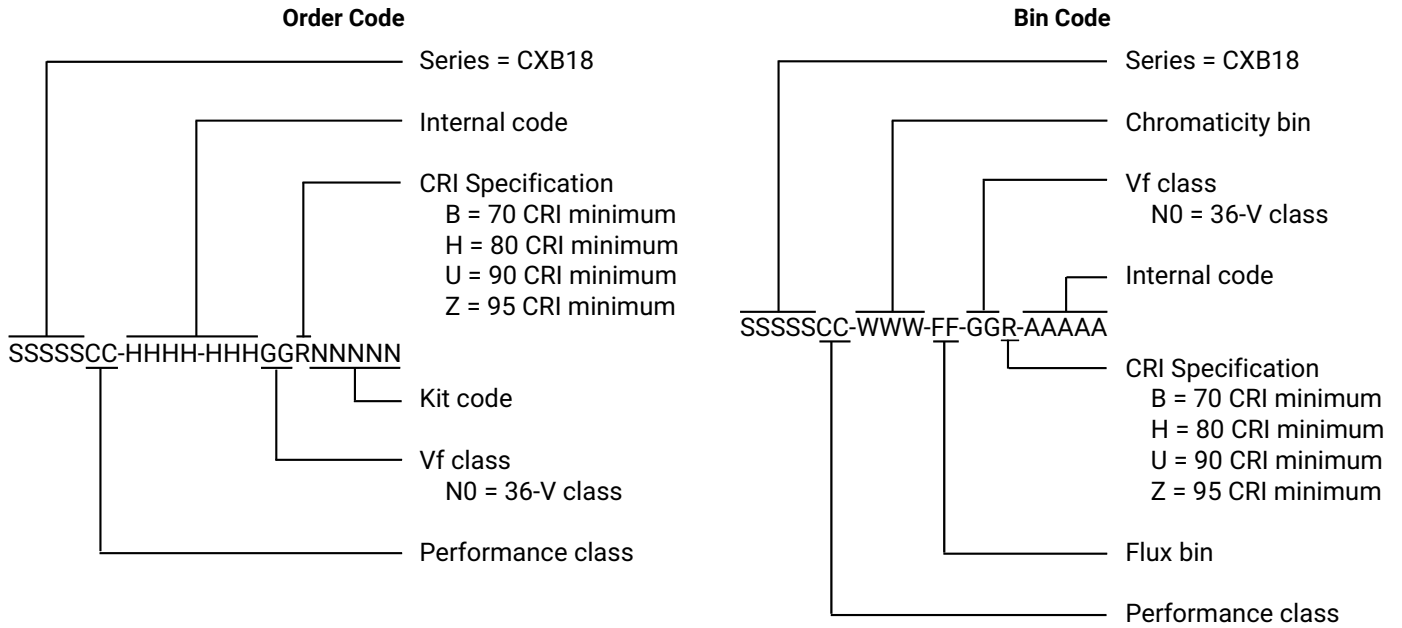 Order Code
Series = CXB18
Internal code
CRI Specification
B = 70 CRI minimum
H = 80 CRI minimum
U = 90 CRI minimum
Z = 95 CRI minimum
SSSSSCC-HHHH-HHHGGRNNNNN
Kit code
Vf class
N0 = 36-V class
Performance class
Bin Code
Series = CXB18
Chromaticity bin
Vf class
N0 = 36-V class
Internal code
SSSSSCC-WWW-FF-GGR-AAAAA
CRI Specification
B = 70 CRI minimum
H = 80 CRI minimum
U = 90 CRI minimum
Z = 95 CRI minimum
Flux bin
Performance class